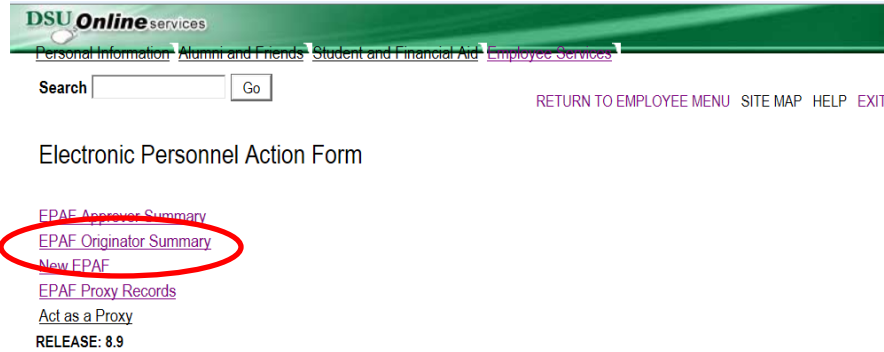 DSU Online services
Personal Information Alumni and Friends Student and Financial Aid Employee Services
Search Go
RETURN TO EMPLOYEE MENU SITE MAP HELP EXIT
Electronic Personnel Action Form
EPAF Approver Summary
EPAF Originator Summary
New EPAF
EPAF Proxy Records
Act as a Proxy
RELEASE: 8.9